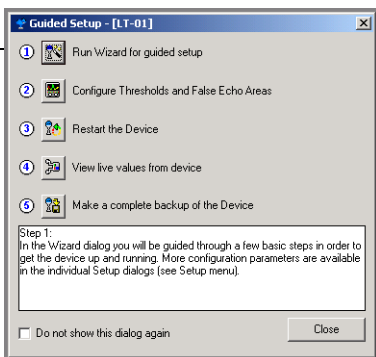 Guided Setup - [LT-01]
1 Run Wizard for guided setup
2 Configure Thresholds and False Echo Areas
3 Restart the Device
4 View live values from device
5 Make a complete backup of the Device
Step 1:
In the Wizard dialog you will be guided through a few basic steps in order to
get the device up and running. More configuration parameters are available
in the individual Setup dialogs (see Setup menu).
Do not show this dialog again
Close